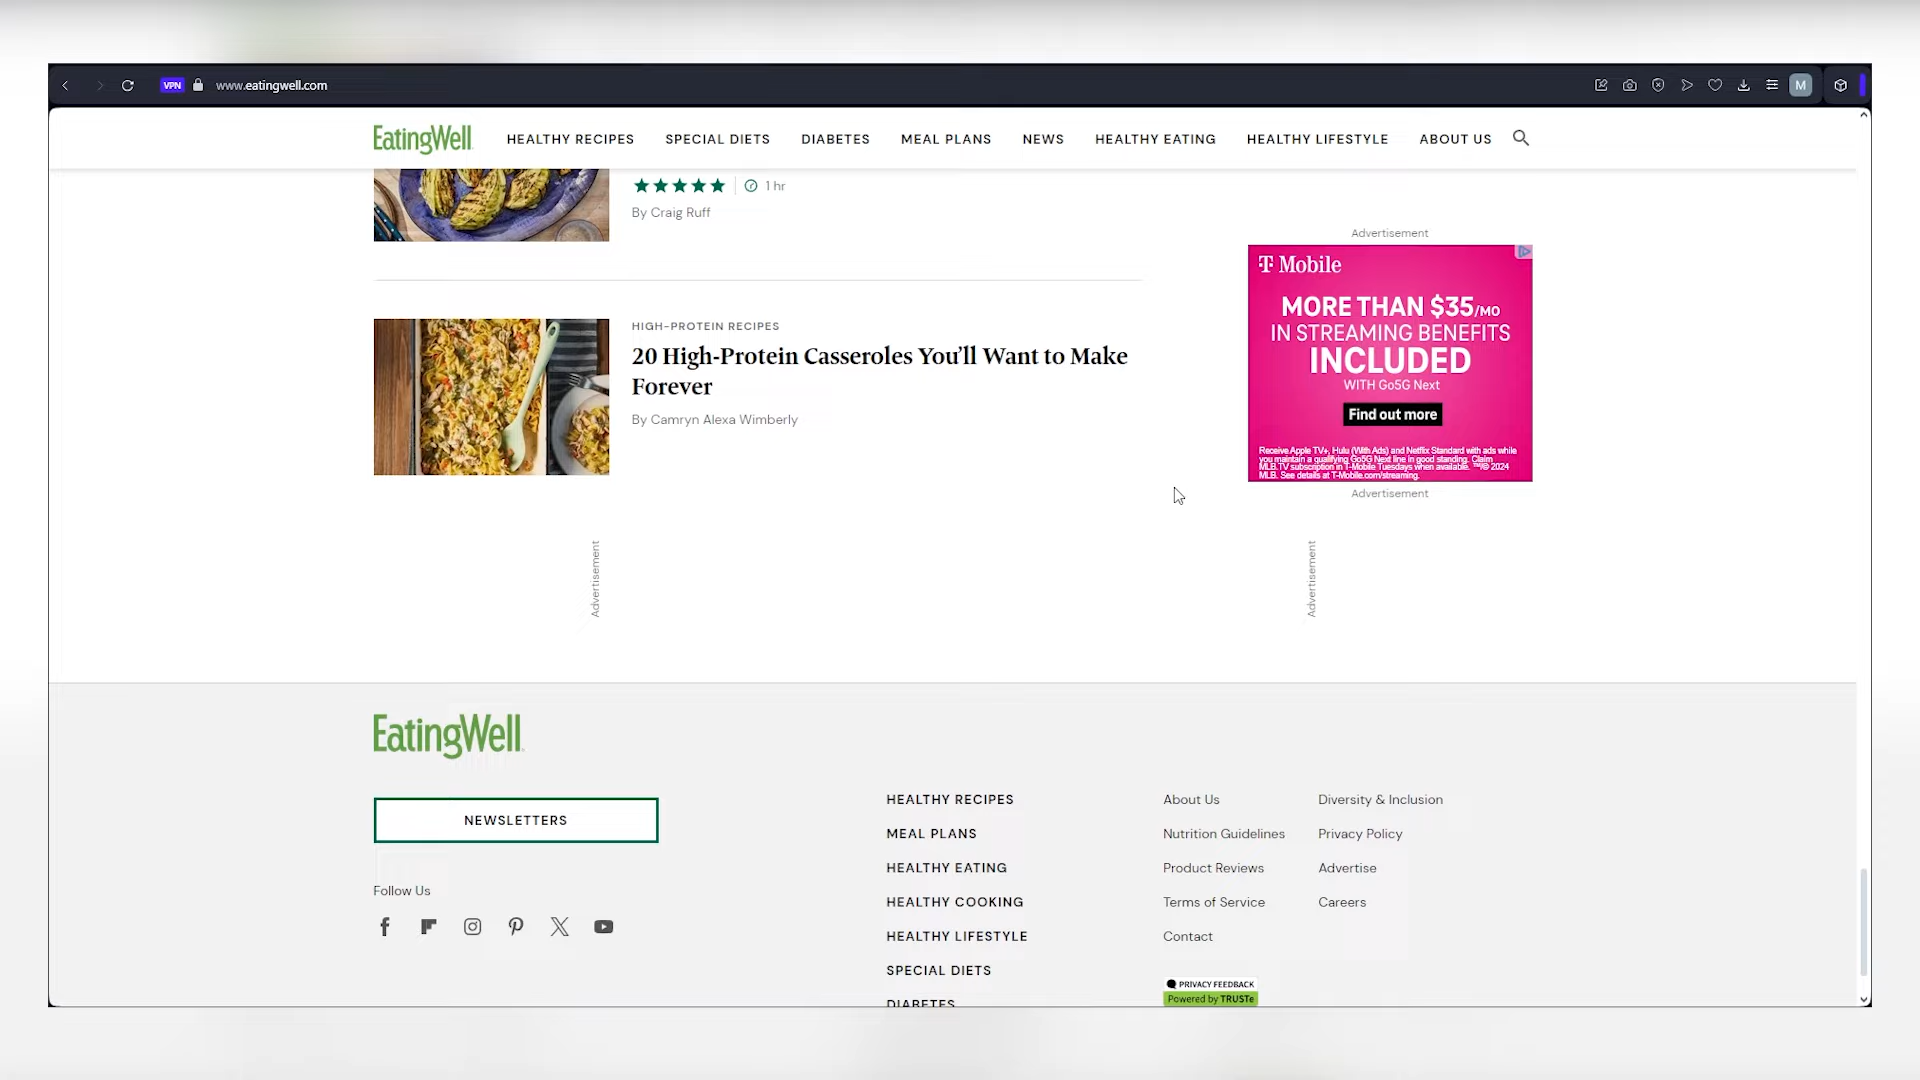 VPN www.eatingwell.com M
EatingWell HEALTHY RECIPES SPECIAL DIETS DIABETES MEAL PLANS NEWS HEALTHY EATING HEALTHY LIFESTYLE ABOUT US
1 hr
By Craig Ruff
HIGH-PROTEIN RECIPES
20 High-Protein Casseroles You'll Want to Make
Forever
By Camryn Alexa Wimberly
Advertisement
T Mobile
MORE THAN $35/MO
IN STREAMING BENEFITS
INCLUDED
WITH Go5G Next
Find out more
Receive Apple TV+, Hulu (With Ads) and Netflix Standard with ads while
you maintain a qualifying Go5G Next line in good standing. Claim
MLB.TV subscription in T-Mobile Tuesdays when available. ™/© 2024
MLB. See details at T-Mobile.com/streaming.
Advertisement
Advertisement
Advertisement
EatingWell
NEWSLETTERS
Follow Us
HEALTHY RECIPES
MEAL PLANS
HEALTHY EATING
HEALTHY COOKING
HEALTHY LIFESTYLE
SPECIAL DIETS
DIABETES
About Us
Nutrition Guidelines
Product Reviews
Terms of Service
Contact
Diversity & Inclusion
Privacy Policy
Advertise
Careers
PRIVACY FEEDBACK
Powered by TRUSTe